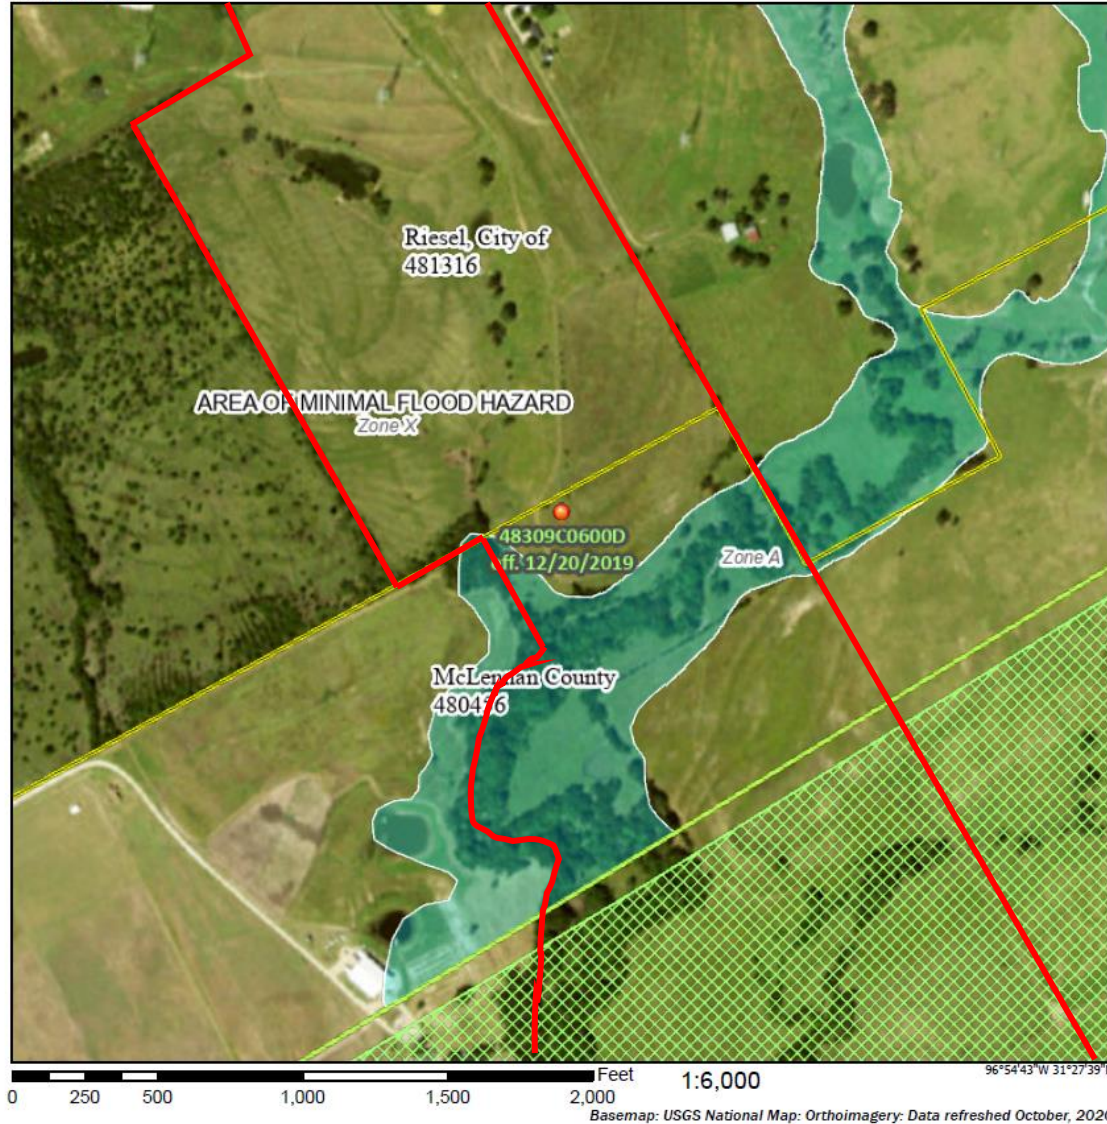 Riesel, City of
481316
AREA OF MINIMAL FLOOD HAZARD
Zone X
48309C0600D
eff. 12/20/2019
Zone A
McLennan County
480456
Feet
0 250 500 1,000 1,500 2,000
1:6,000
96°54'43"W 31°27'39"
Basemap: USGS National Map: Orthoimagery: Data refreshed October, 2020